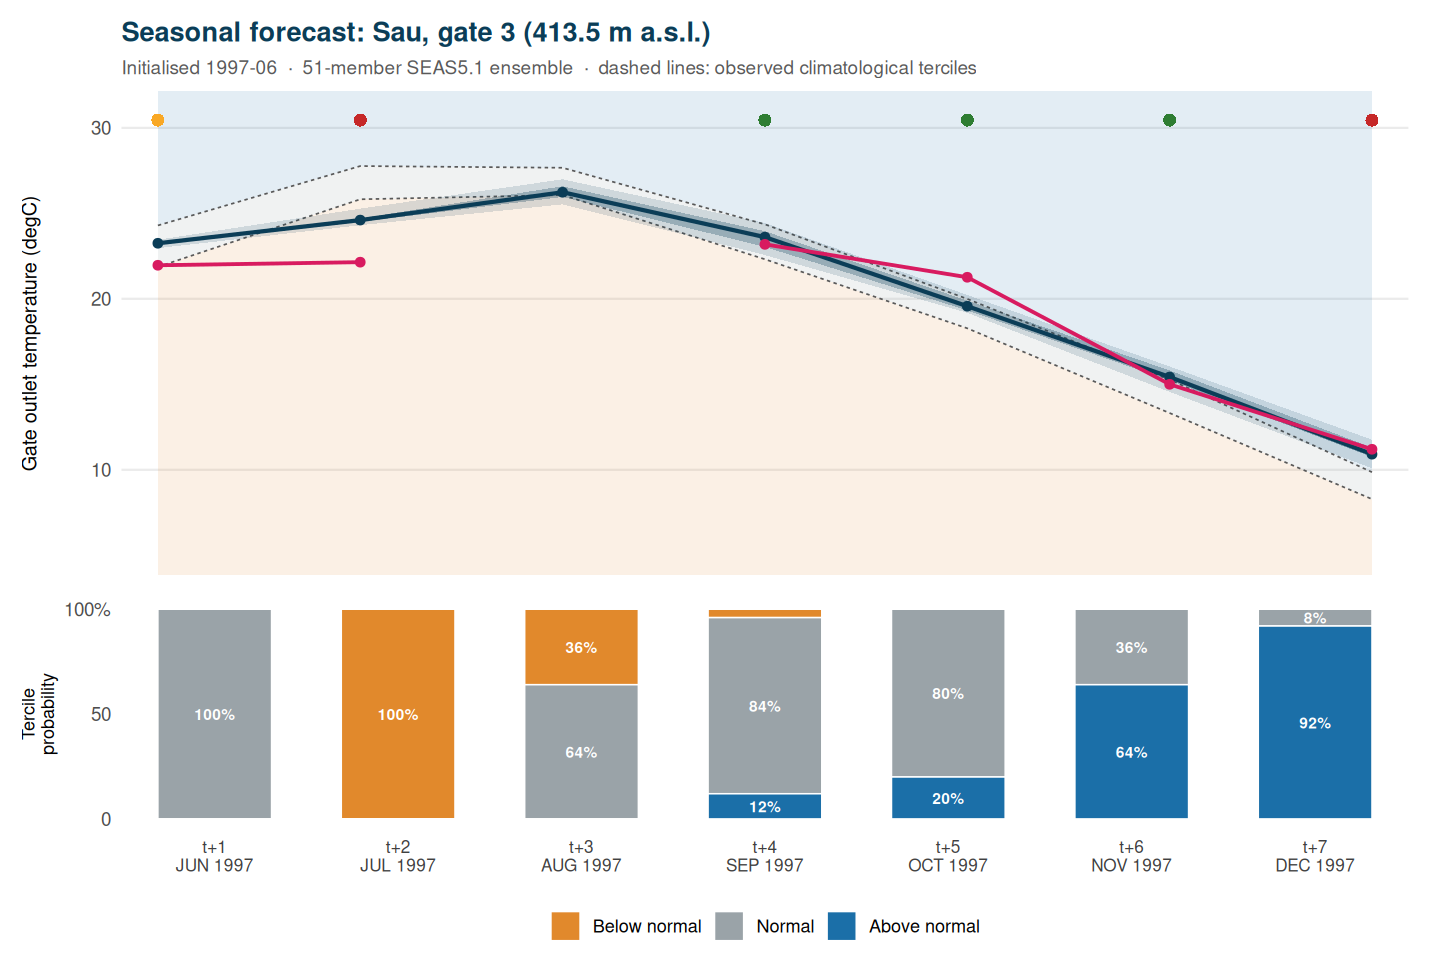 Seasonal forecast: Sau, gate 3 (413.5 m a.s.l.)
Initialised 1997-06 · 51-member SEAS5.1 ensemble · dashed lines: observed climatological terciles
Gate outlet temperature (degC)
30
20
10
Tercile
probability
100%
50
0
100%
100%
36%
64%
84%
12%
80%
20%
36%
64%
8%
92%
t+1
JUN 1997
t+2
JUL 1997
t+3
AUG 1997
t+4
SEP 1997
t+5
OCT 1997
t+6
NOV 1997
t+7
DEC 1997
Below normal
Normal
Above normal